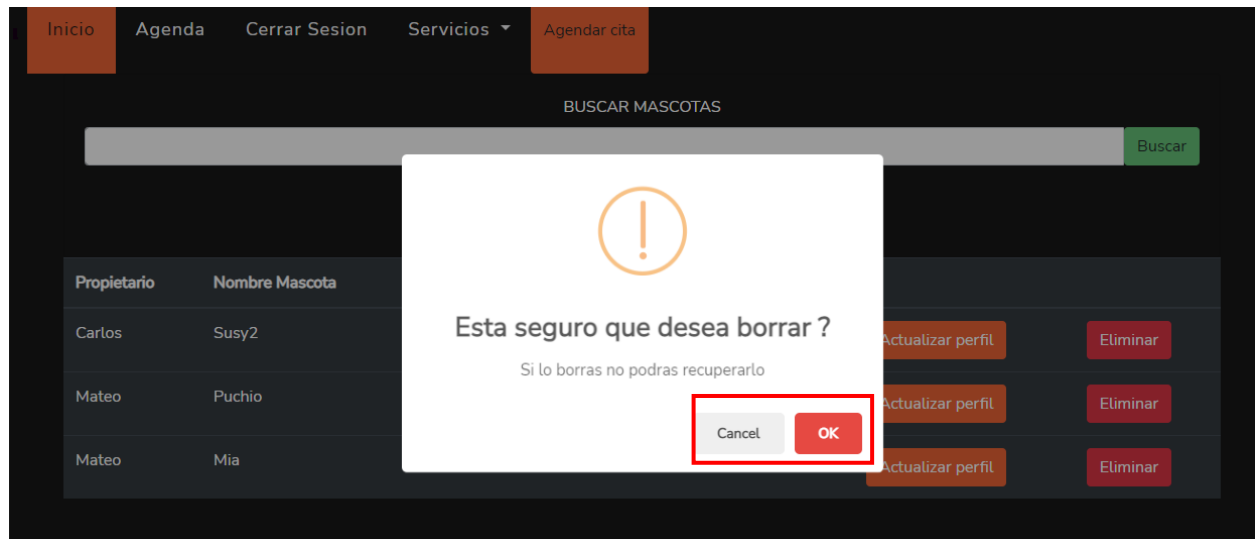 Inicio Agenda Cerrar Sesion Servicios Agendar cita
BUSCAR MASCOTAS
Buscar
Propietario Nombre Mascota
Carlos Susy2 Actualizar perfil Eliminar
Mateo Puchio Actualizar perfil Eliminar
Mateo Mia Actualizar perfil Eliminar
!
Esta seguro que desea borrar ?
Si lo borras no podras recuperarlo
Cancel OK